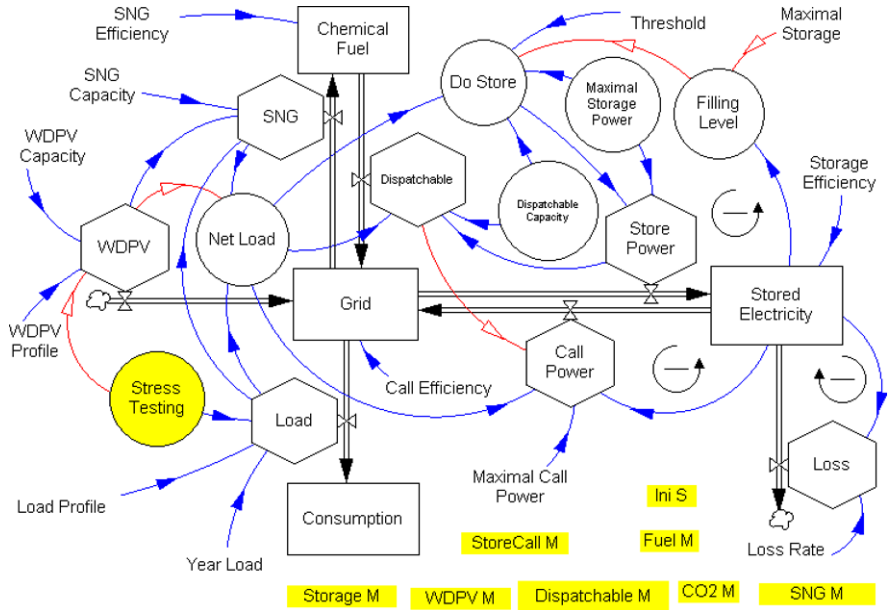 SNG
Efficiency
Chemical
Fuel
Threshold
Maximal
Storage
SNG
Capacity
SNG
Do Store
Maximal
Storage
Power
Filling
Level
WDPV
Capacity
Dispatchable
Storage
Efficiency
Dispatchable
Capacity
WDPV
Net Load
Store
Power
Grid
Stored
Electricity
WDPV
Profile
Stress
Testing
Call Efficiency
Call
Power
Load
Loss
Load Profile
Maximal Call
Power
Year Load
Consumption
Ini S
StoreCall M
Fuel M
Loss Rate
Storage M
WDPV M
Dispatchable M
CO2 M
SNG M